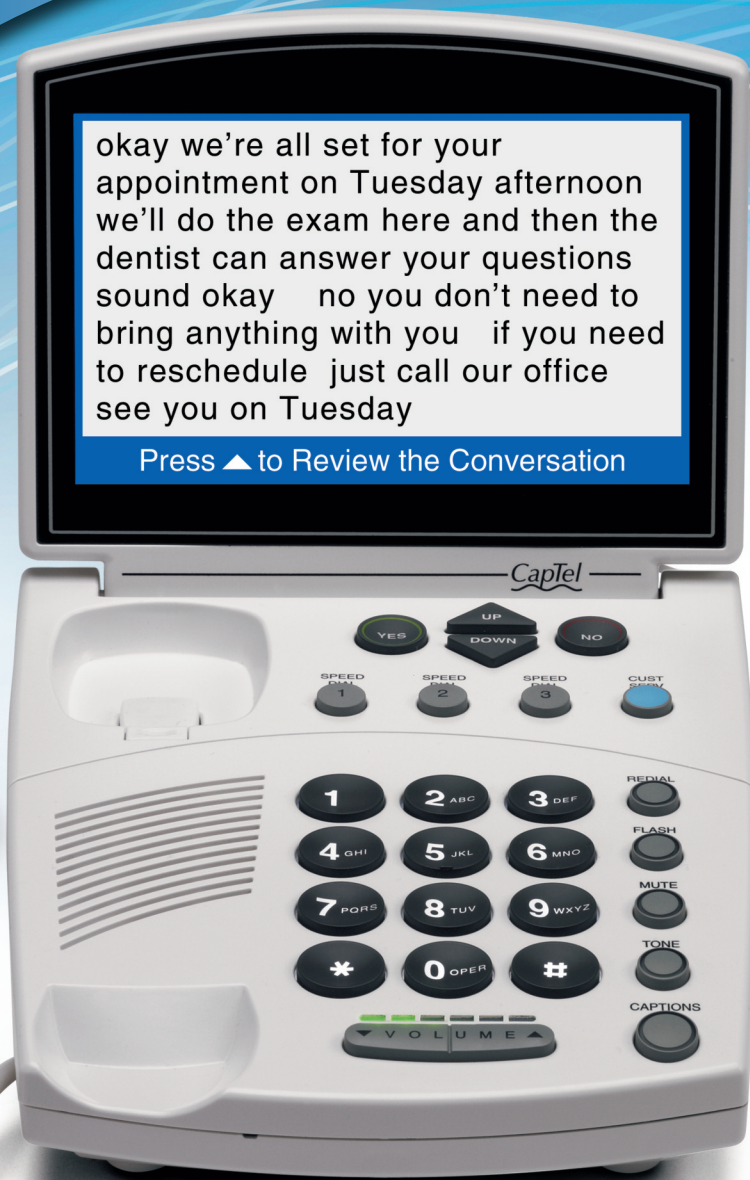 okay we're all set for your
appointment on Tuesday afternoon
we'll do the exam here and then the
dentist can answer your questions
sound okay    no you don't need to
bring anything with you   if you need
to reschedule  just call our office
see you on Tuesday
Press ▲ to Review the Conversation
CapTel
UP
YES
DOWN
NO
SPEED
1
SPEED
2
SPEED
3
CUST
1
2 ABC
3 DEF
REDIAL
4 GHI
5 JKL
6 MNO
FLASH
7 PQRS
8 TUV
9 WXYZ
MUTE
*
0 OPER
#
TONE
▼ VOLUME ▲
CAPTIONS